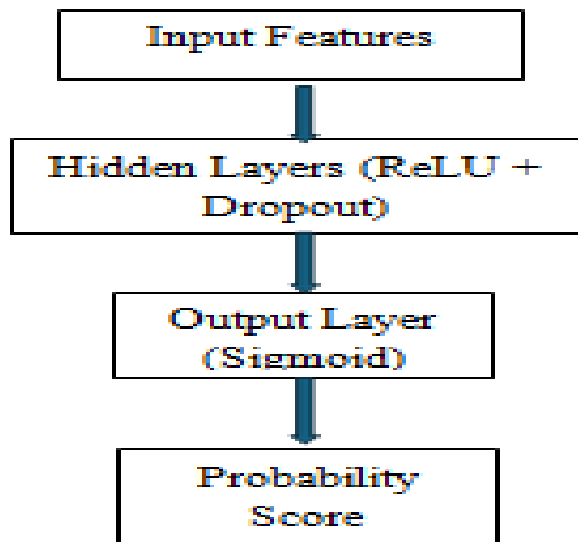 Input Features
Hidden Layers (ReLU +
Dropout)
Output Layer
(Sigmoid)
Probability
Score